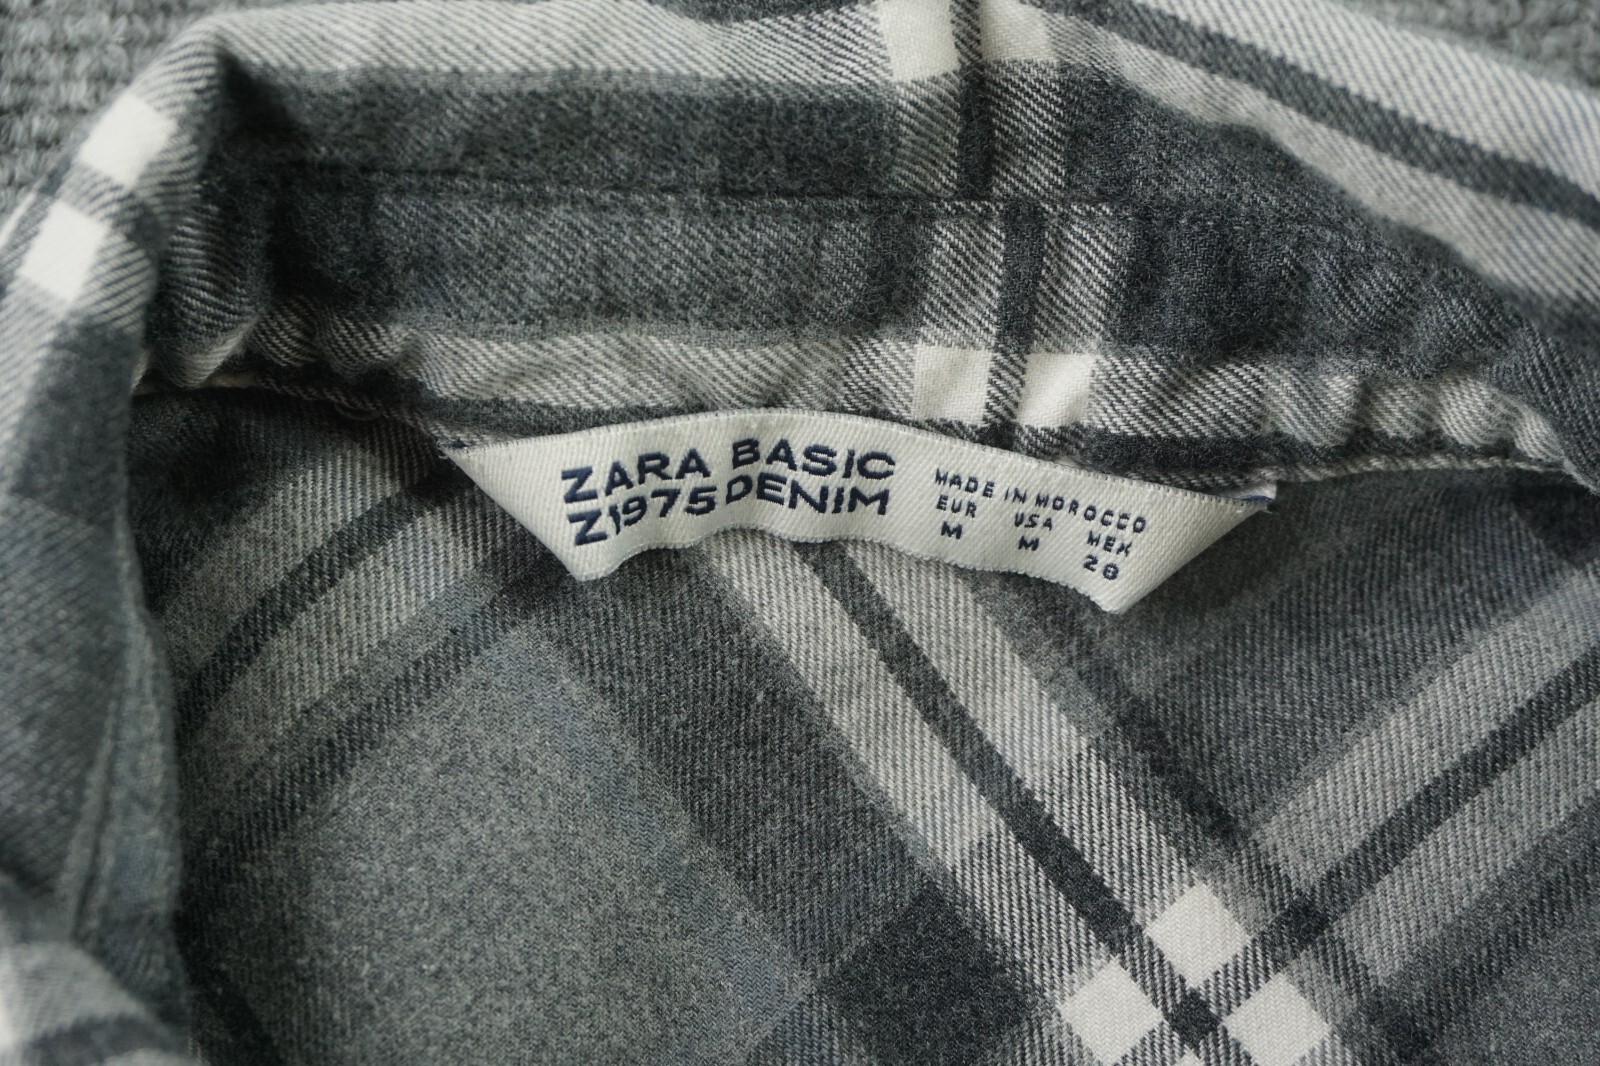 ZARA BASIC
Z1975 DENIM
MADE IN MOROCCO
EUR USA MEX
M M 28